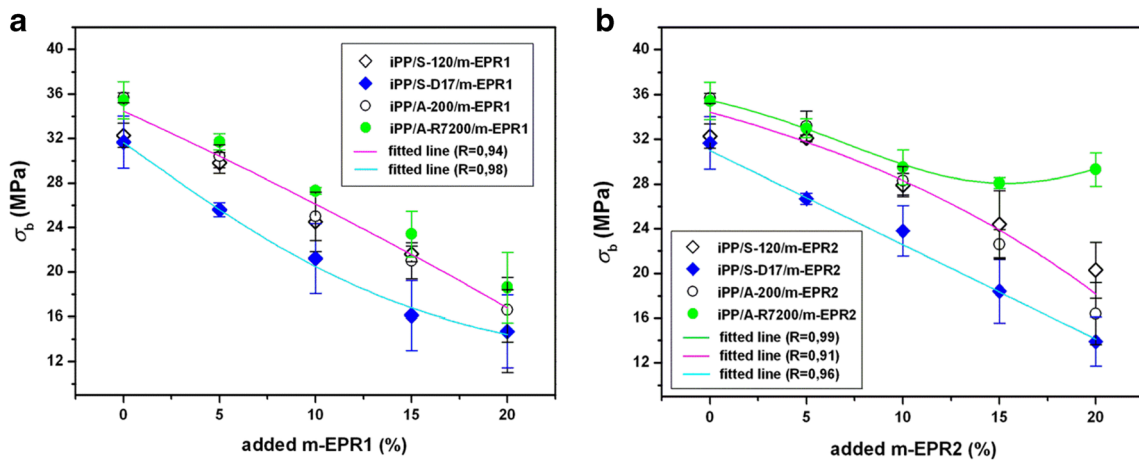 a
40
36
32
28
24
20
16
12
σb (MPa)
iPP/S-120/m-EPR1
iPP/S-D17/m-EPR1
iPP/A-200/m-EPR1
iPP/A-R7200/m-EPR1
fitted line (R=0,94)
fitted line (R=0,98)
0 5 10 15 20
added m-EPR1 (%)
b
40
36
32
28
24
20
16
12
σb (MPa)
iPP/S-120/m-EPR2
iPP/S-D17/m-EPR2
iPP/A-200/m-EPR2
iPP/A-R7200/m-EPR2
fitted line (R=0,99)
fitted line (R=0,91)
fitted line (R=0,96)
0 5 10 15 20
added m-EPR2 (%)